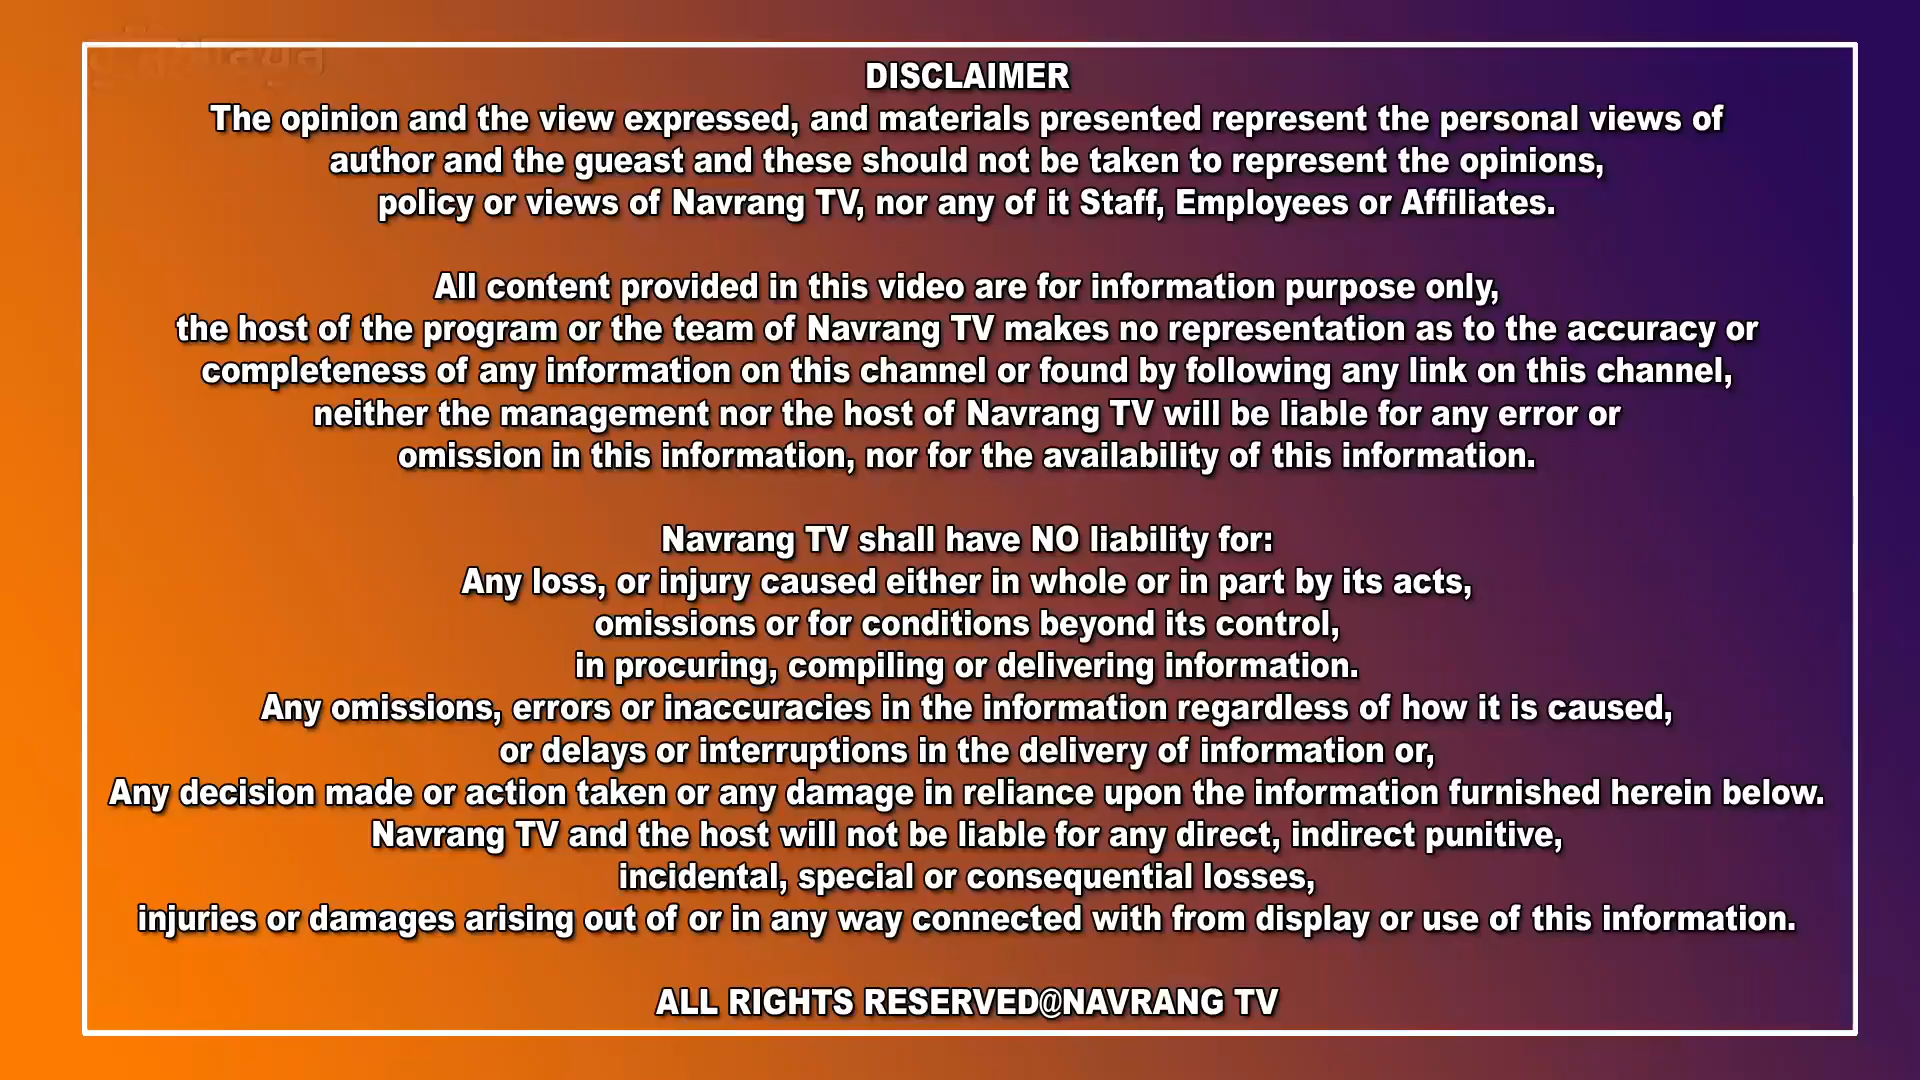 DISCLAIMER
The opinion and the view expressed, and materials presented represent the personal views of
author and the gueast and these should not be taken to represent the opinions,
policy or views of Navrang TV, nor any of it Staff, Employees or Affiliates.
All content provided in this video are for information purpose only,
the host of the program or the team of Navrang TV makes no representation as to the accuracy or
completeness of any information on this channel or found by following any link on this channel,
neither the management nor the host of Navrang TV will be liable for any error or
omission in this information, nor for the availability of this information.
Navrang TV shall have NO liability for:
Any loss, or injury caused either in whole or in part by its acts,
omissions or for conditions beyond its control,
in procuring, compiling or delivering information.
Any omissions, errors or inaccuracies in the information regardless of how it is caused,
or delays or interruptions in the delivery of information or,
Any decision made or action taken or any damage in reliance upon the information furnished herein below.
Navrang TV and the host will not be liable for any direct, indirect punitive,
incidental, special or consequential losses,
injuries or damages arising out of or in any way connected with from display or use of this information.
ALL RIGHTS RESERVED@NAVRANG TV